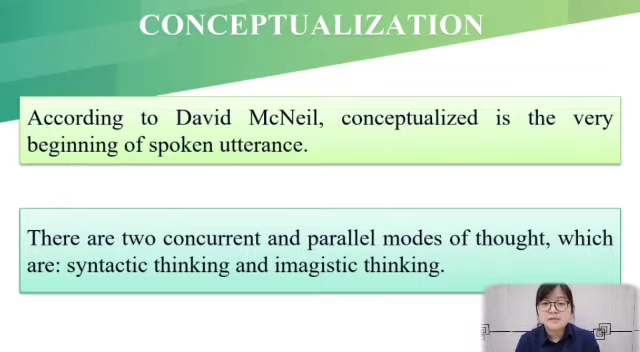 CONCEPTUALIZATION
According to David McNeil, conceptualized is the very
beginning of spoken utterance.
There are two concurrent and parallel modes of thought, which
are: syntactic thinking and imagistic thinking.